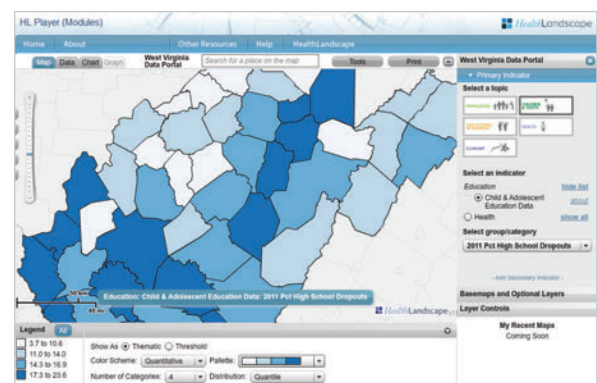 HL Player (Modules)
HealthLandscape
Home About Other Resources Help HealthLandscape
Map Data Chart Graph
West Virginia
Data Portal
Search for a place on the map
Tools
Print
West Virginia Data Portal
Primary Indicator
Select a topic
Select an indicator
Education hide list
Child & Adolescent about
Education Data
Health show all
Select group/category
2011 Pct High School Dropouts
- Add Secondary Indicator -
Basemaps and Optional Layers
Layer Controls
My Recent Maps
Coming Soon
50 km
40 mi
Education: Child & Adolescent Education Data: 2011 Pct High School Dropouts
HealthLandscape
Legend All
3.7 to 10.6
11.0 to 14.0
14.3 to 16.9
17.3 to 23.6
Show As Thematic Threshold
Color Scheme: Quantitative Palette:
Number of Categories: 4 Distribution: Quantile